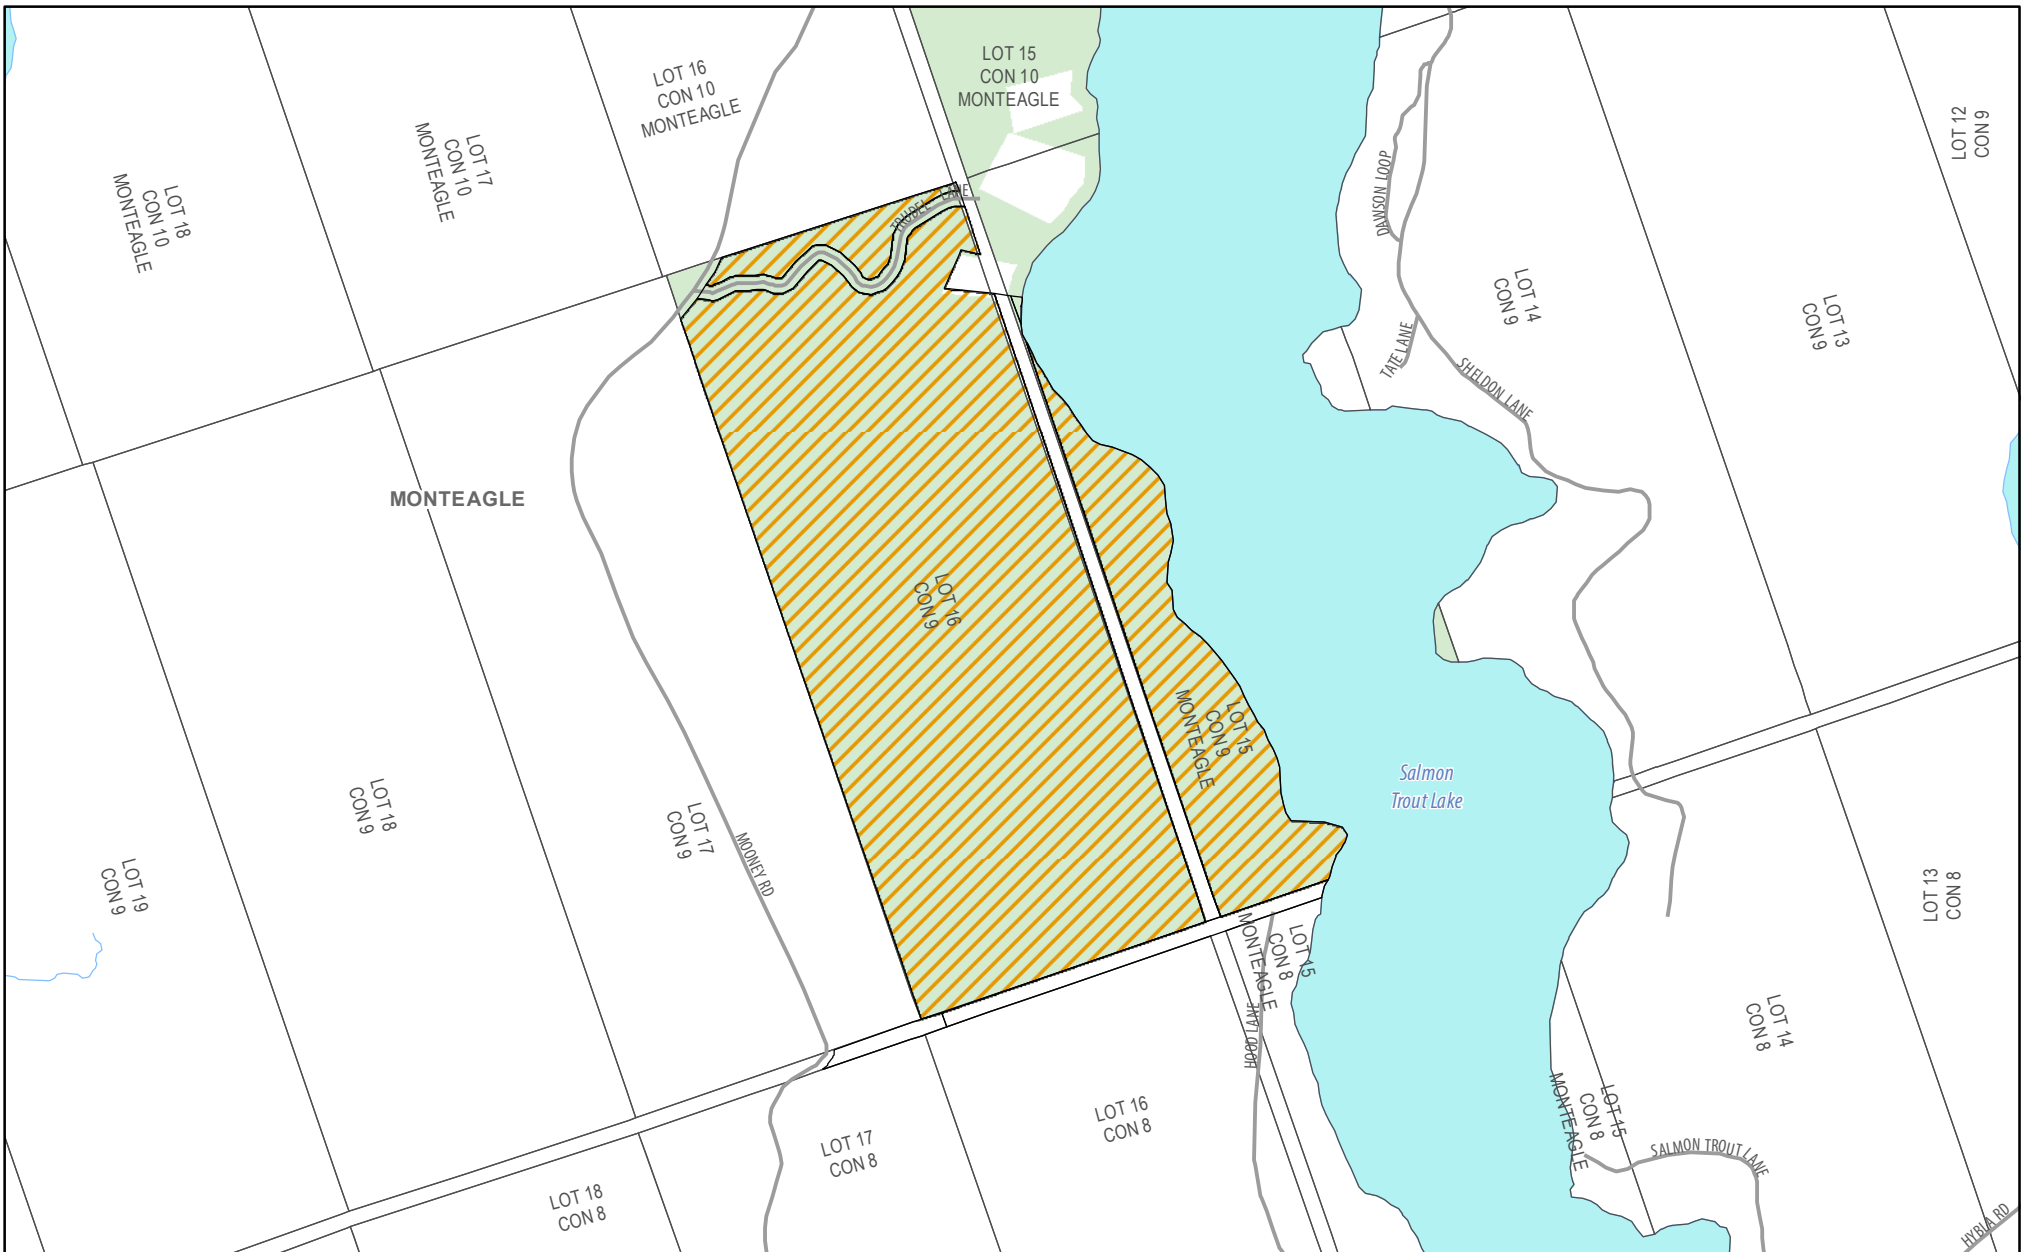 LOT 15
CON 10
MONTEAGLE
LOT 16
CON 10
MONTEAGLE
LOT 17
CON 10
MONTEAGLE
LOT 18
CON 10
MONTEAGLE
LOT 12
CON 9
DAWSON LOOP
TRUDEL LANE
LOT 14
CON 9
LOT 13
CON 9
TATE LANE
SHELDON LANE
MONTEAGLE
LOT 16
CON 9
LOT 15
CON 9
MONTEAGLE
Salmon
Trout Lake
LOT 18
CON 9
LOT 17
CON 9
MOONEY RD
LOT 19
CON 9
LOT 13
CON 8
LOT 15
CON 8
MONTEAGLE
HOOD LANE
LOT 14
CON 8
LOT 16
CON 8
LOT 17
CON 8
LOT 15
CON 8
MONTEAGLE
SALMON TROUT LANE
LOT 18
CON 8
HYBLA RD